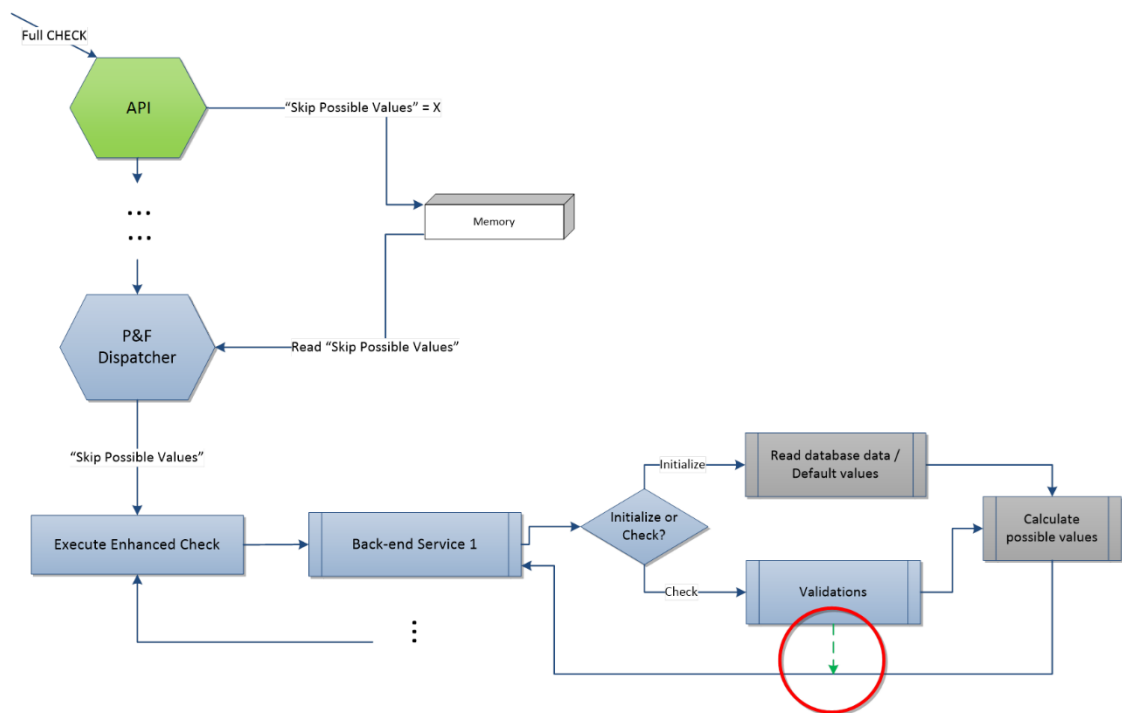 Full CHECK
API
“Skip Possible Values” = X
...
...
Memory
P&F
Dispatcher
Read “Skip Possible Values”
“Skip Possible Values”
Initialize
Read database data /
Default values
Execute Enhanced Check
Back-end Service 1
Initialize or
Check?
Calculate
possible values
Check
Validations
...